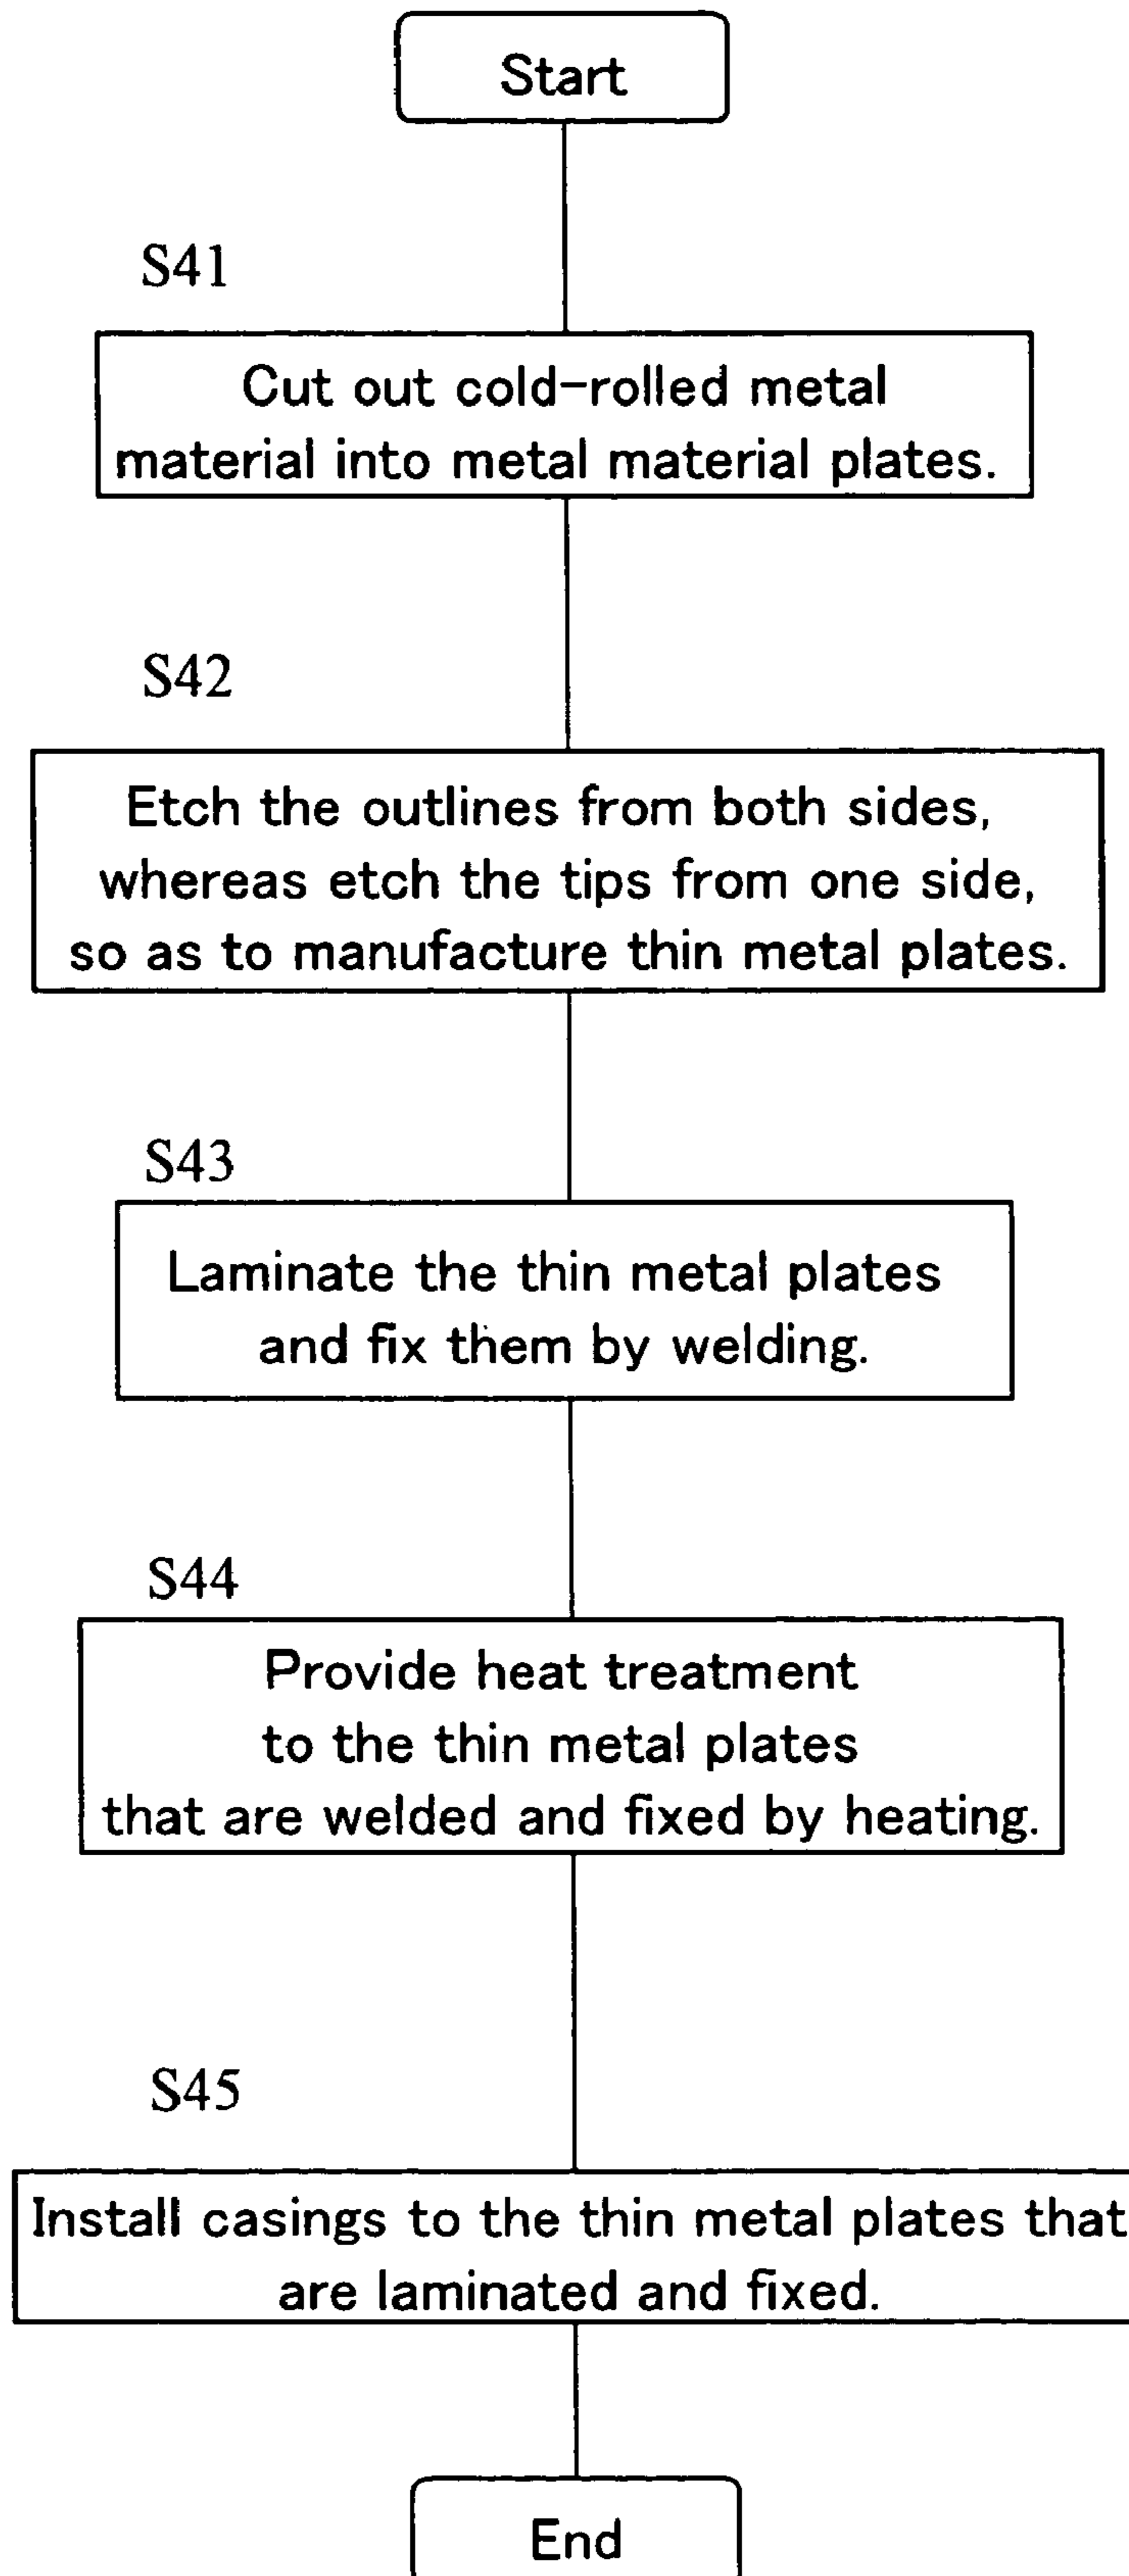 Start
S41
Cut out cold-rolled metal
material into metal material plates.
S42
Etch the outlines from both sides,
whereas etch the tips from one side,
so as to manufacture thin metal plates.
S43
Laminate the thin metal plates
and fix them by welding.
S44
Provide heat treatment
to the thin metal plates
that are welded and fixed by heating.
S45
Install casings to the thin metal plates that
are laminated and fixed.
End